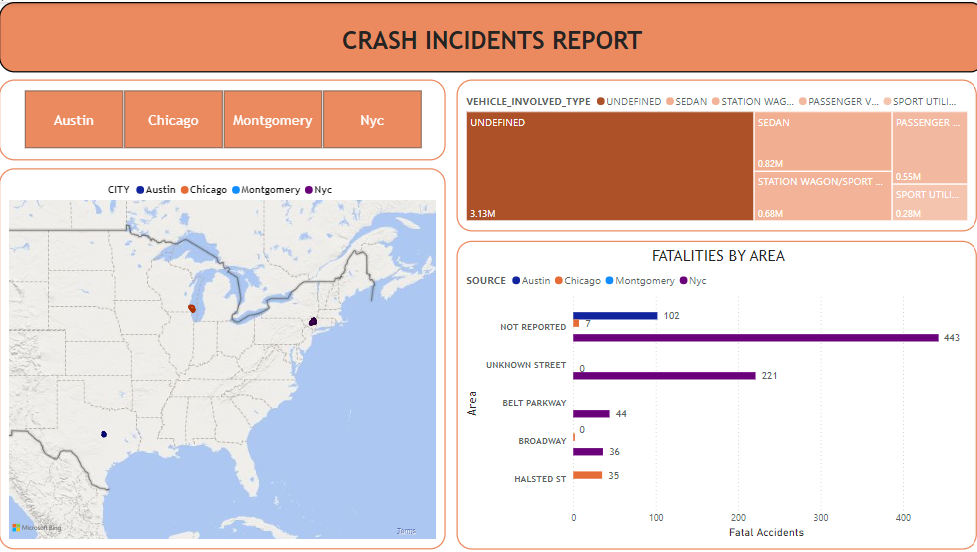 CRASH INCIDENTS REPORT
Austin
Chicago
Montgomery
Nyc
CITY Austin Chicago Montgomery Nyc
Microsoft Bing
Terms
VEHICLE_INVOLVED_TYPE UNDEFINED SEDAN STATION WAG... PASSENGER V... SPORT UTILI...
UNDEFINED
3.13M
SEDAN
0.82M
STATION WAGON/SPORT ...
0.68M
PASSENGER ...
0.55M
SPORT UTILI...
0.28M
FATALITIES BY AREA
SOURCE Austin Chicago Montgomery Nyc
Area
NOT REPORTED
102
7
443
UNKNOWN STREET
0
221
BELT PARKWAY
44
BROADWAY
0
36
HALSTED ST
35
0 100 200 300 400
Fatal Accidents